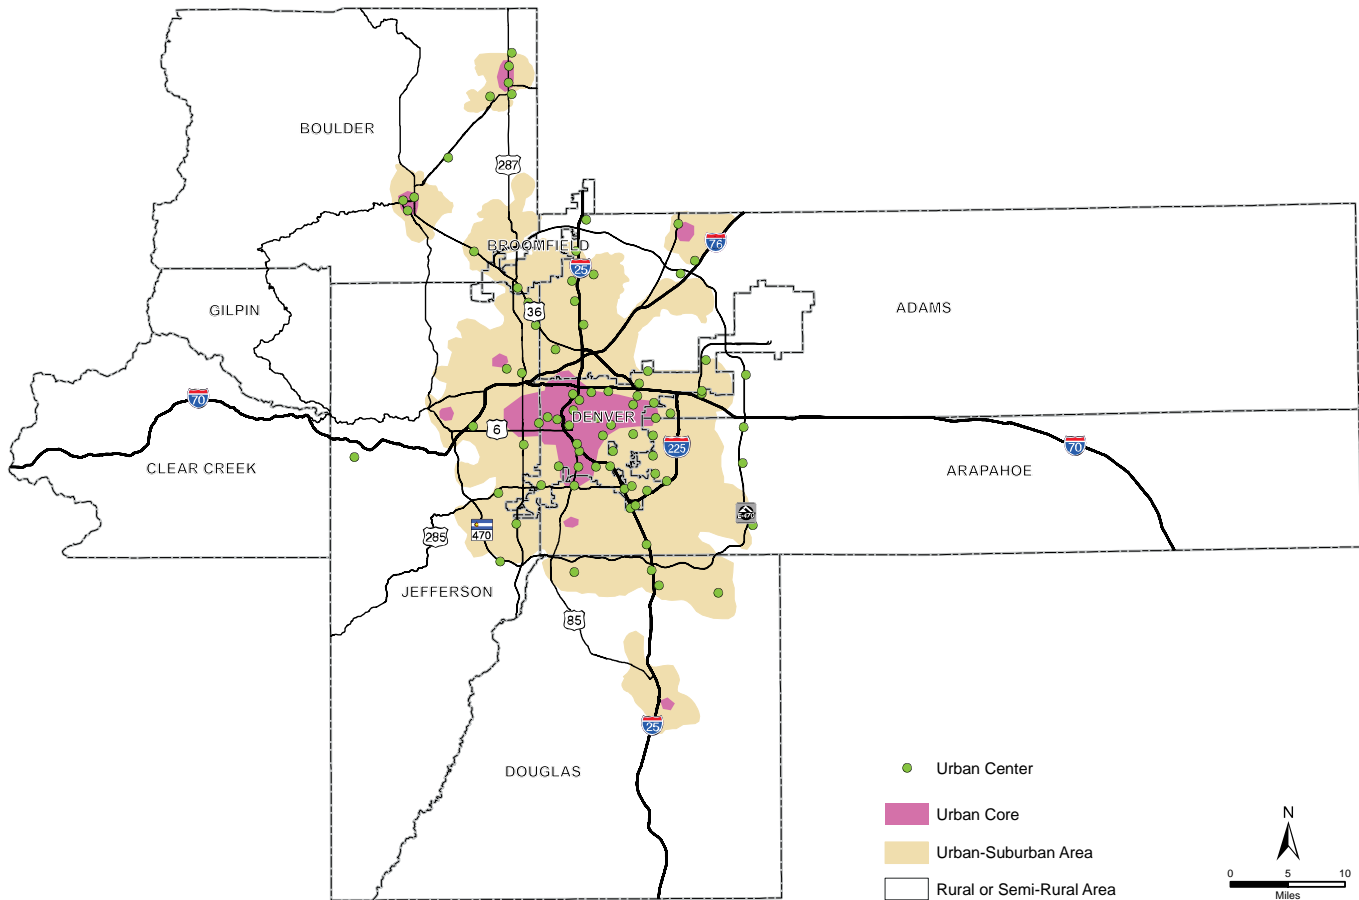 BOULDER
287
BROOMFIELD
76
25
GILPIN
36
ADAMS
70
DENVER
6
225
70
CLEAR CREEK
ARAPAHOE
E-470
285
470
JEFFERSON
85
25
DOUGLAS
Urban Center
Urban Core
Urban-Suburban Area
Rural or Semi-Rural Area
N
0 5 10
Miles